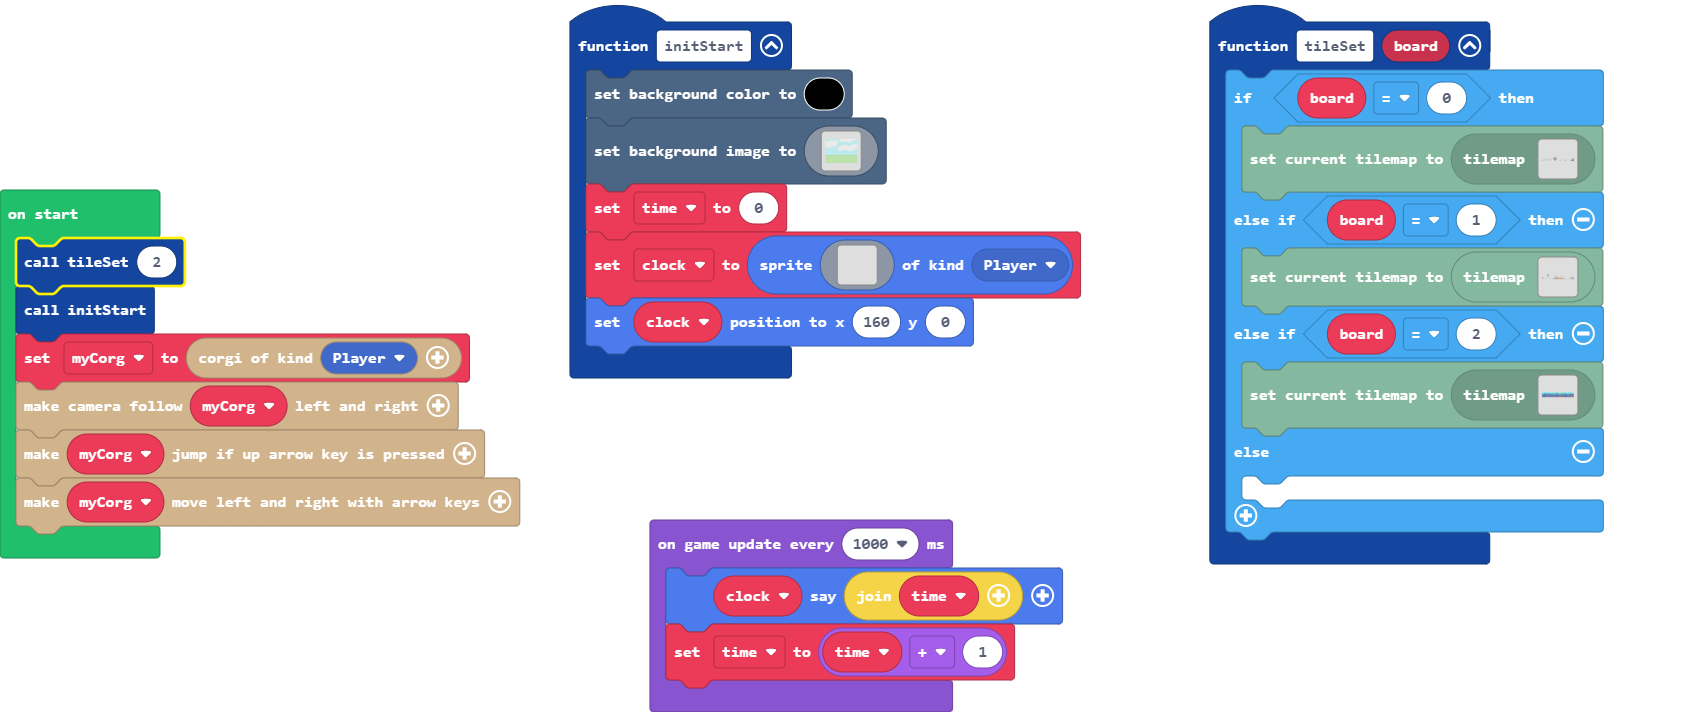 on start
call tileSet 2
call initStart
set myCorg to corgi of kind Player
make camera follow myCorg left and right
make myCorg jump if up arrow key is pressed
make myCorg move left and right with arrow keys
function initStart
set background color to
set background image to
set time to 0
set clock to sprite of kind Player
set clock position to x 160 y 0
on game update every 1000 ms
clock say join time
set time to time + 1
function tileSet board
if board = 0 then
set current tilemap to tilemap
else if board = 1 then
set current tilemap to tilemap
else if board = 2 then
set current tilemap to tilemap
else